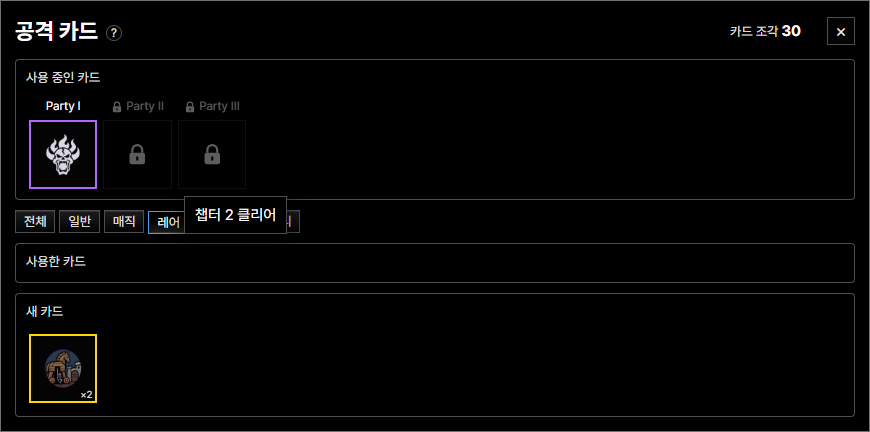 공격 카드 ?
카드 조각 30 ×
사용 중인 카드
Party I Party II Party III
전체 일반 매직 레어
챕터 2 클리어
사용한 카드
새 카드
×2